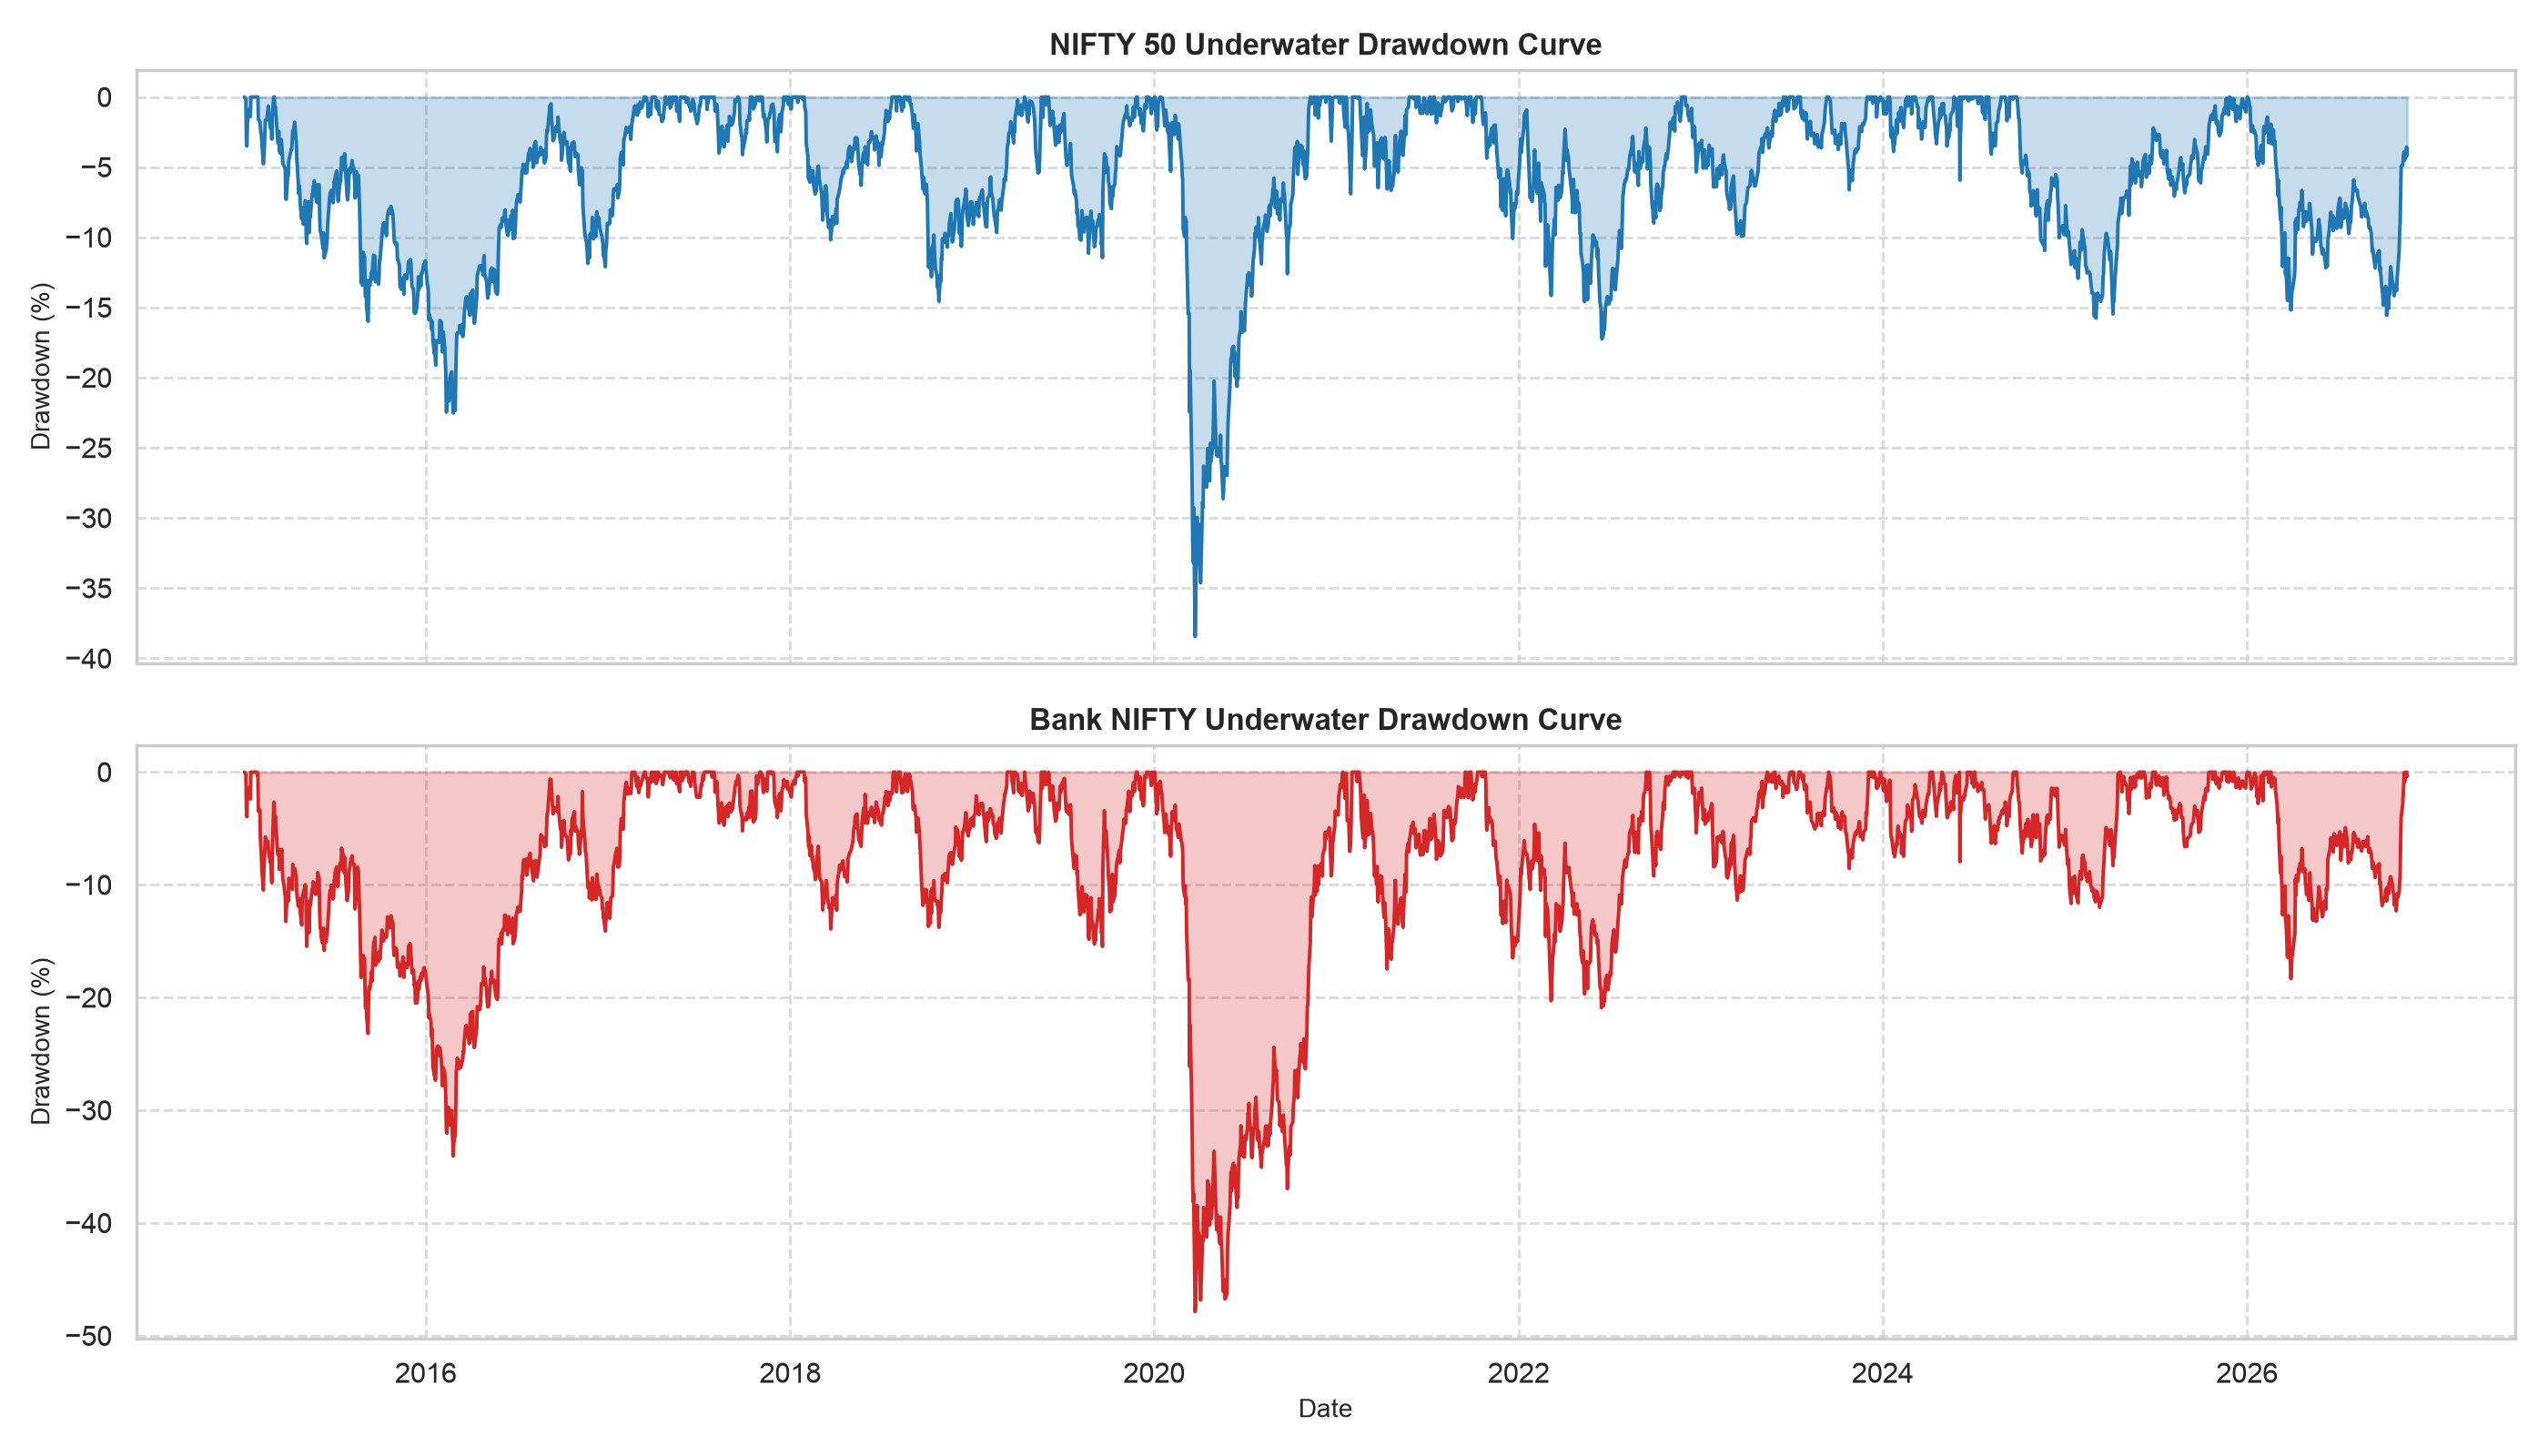 NIFTY 50 Underwater Drawdown Curve
Drawdown (%)
0
−5
−10
−15
−20
−25
−30
−35
−40
Bank NIFTY Underwater Drawdown Curve
Drawdown (%)
0
−10
−20
−30
−40
−50
2016 2018 2020 2022 2024 2026
Date